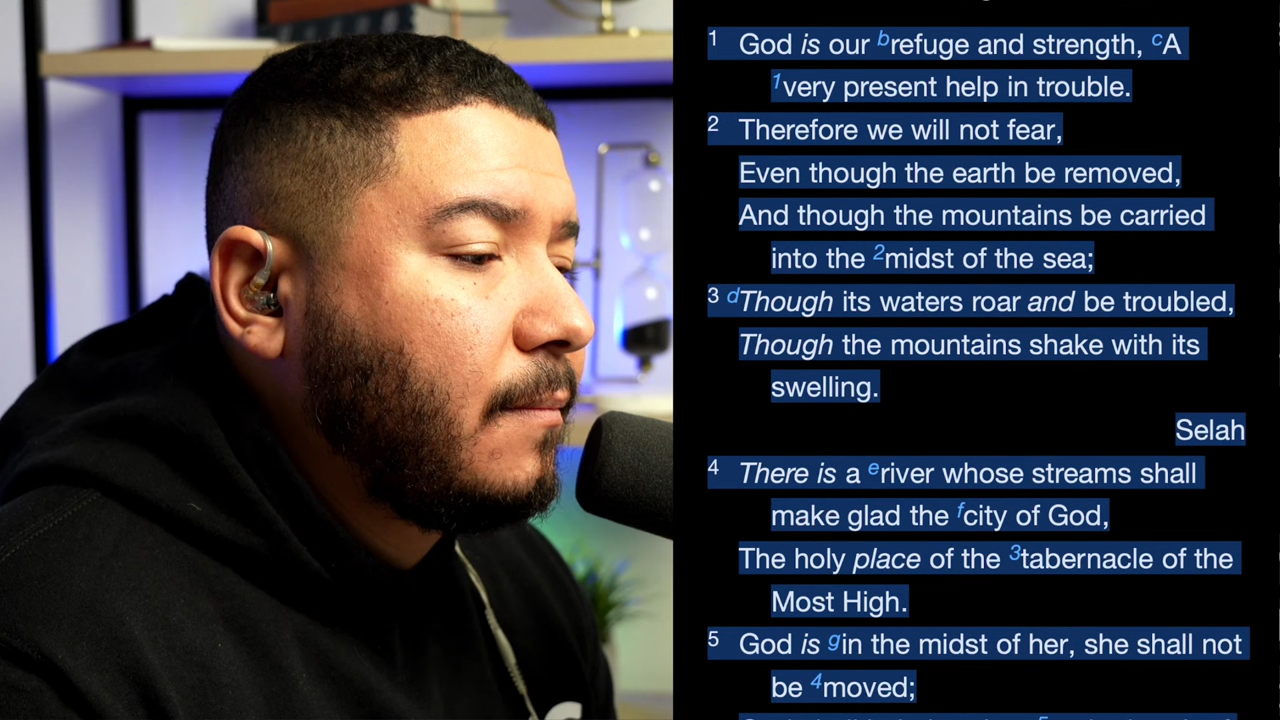 1 God is our brefuge and strength, cA
1very present help in trouble.
2 Therefore we will not fear,
Even though the earth be removed,
And though the mountains be carried
into the 2midst of the sea;
3 dThough its waters roar and be troubled,
Though the mountains shake with its
swelling.
Selah
4 There is a eriver whose streams shall
make glad the fcity of God,
The holy place of the 3tabernacle of the
Most High.
5 God is gin the midst of her, she shall not
be 4moved;